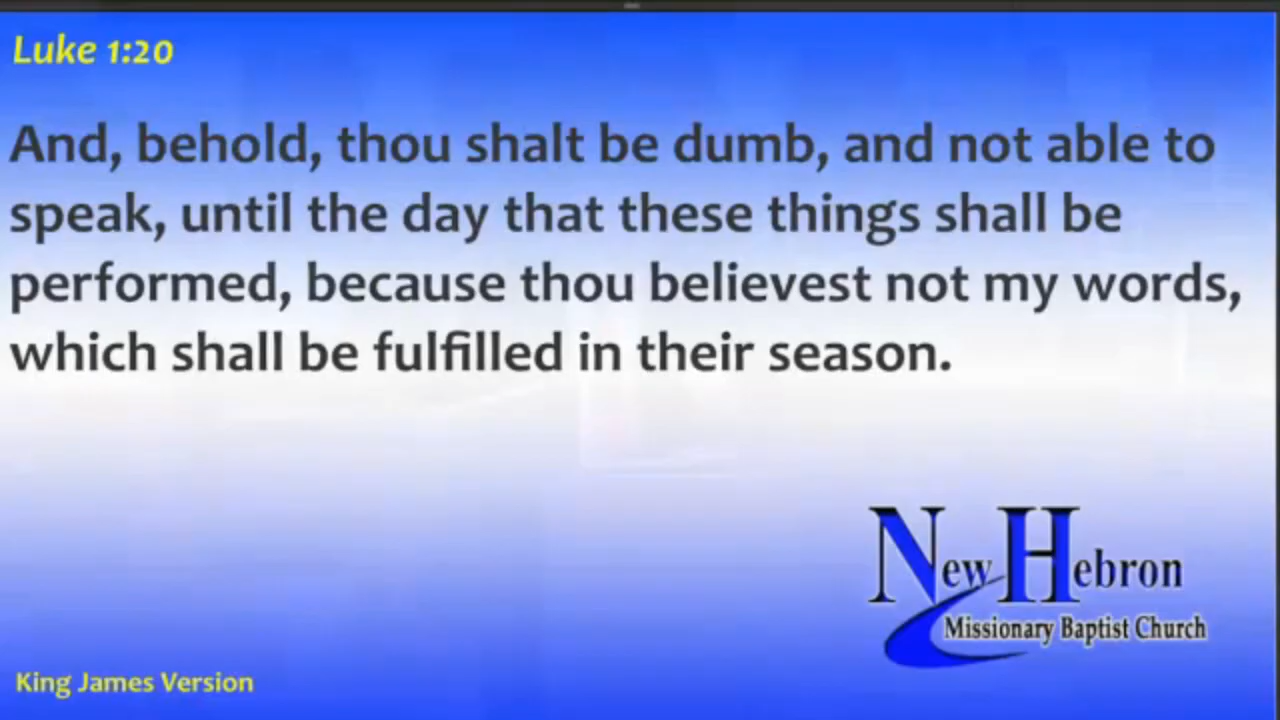 Luke 1:20
And, behold, thou shalt be dumb, and not able to
speak, until the day that these things shall be
performed, because thou believest not my words,
which shall be fulfilled in their season.
New Hebron
Missionary Baptist Church
King James Version